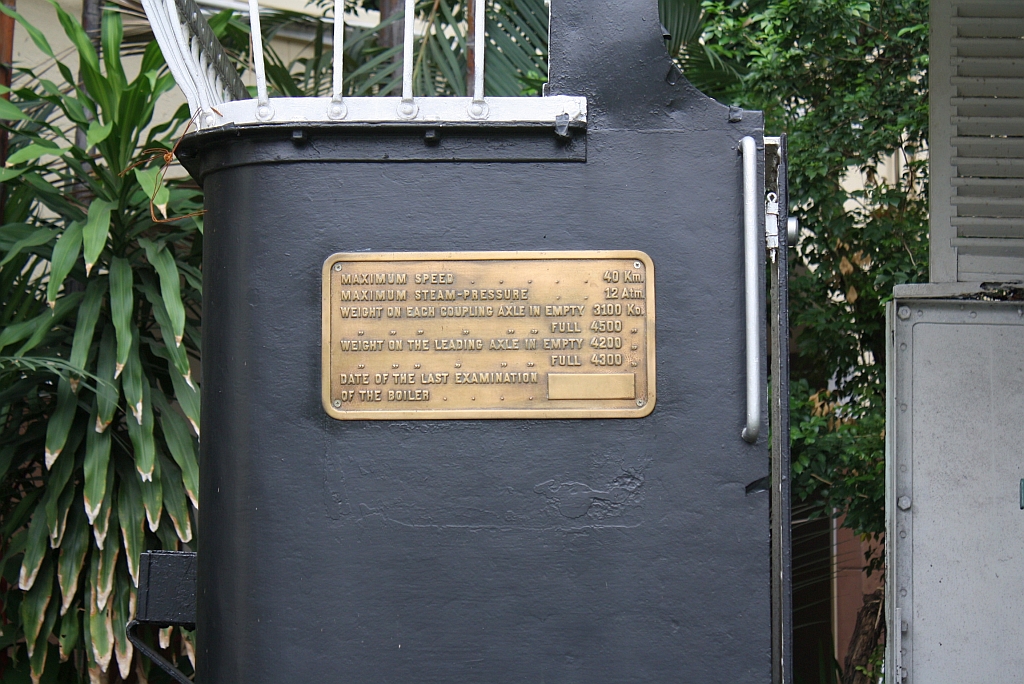 MAXIMUM SPEED . . . . 40 Km.
MAXIMUM STEAM-PRESSURE . . . 12 Atm.
WEIGHT ON EACH COUPLING AXLE IN EMPTY 3100 Ko.
„ „ „ „ „ „ FULL 4500 „
WEIGHT ON THE LEADING AXLE IN EMPTY 4200 „
„ „ „ „ „ „ FULL 4300 „
DATE OF THE LAST EXAMINATION
OF THE BOILER . . . .